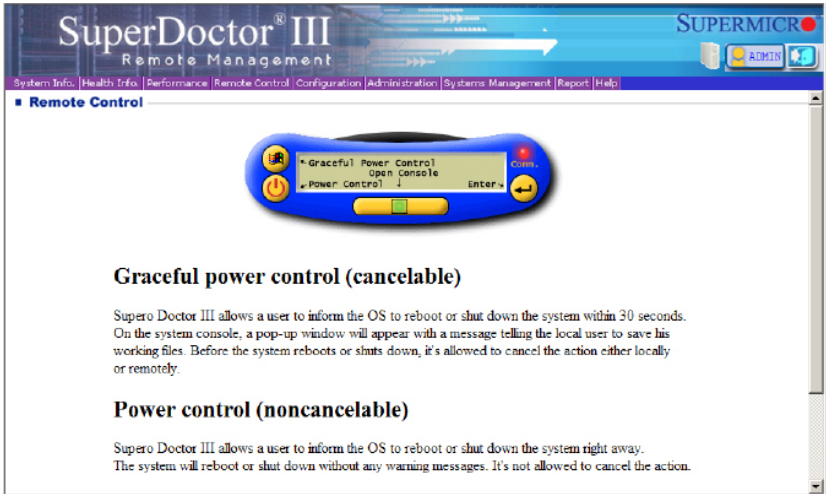 SuperDoctor® III
Remote Management
SUPERMICRO
ADMIN
System Info. |Health Info. |Performance |Remote Control |Configuration |Administration |Systems Management |Report |Help
Remote Control
Graceful Power Control
Open Console
Power Control ↓ Enter
Comm.
Graceful power control (cancelable)
Supero Doctor III allows a user to inform the OS to reboot or shut down the system within 30 seconds.
On the system console, a pop-up window will appear with a message telling the local user to save his
working files. Before the system reboots or shuts down, it's allowed to cancel the action either locally
or remotely.
Power control (noncancelable)
Supero Doctor III allows a user to inform the OS to reboot or shut down the system right away.
The system will reboot or shut down without any warning messages. It's not allowed to cancel the action.